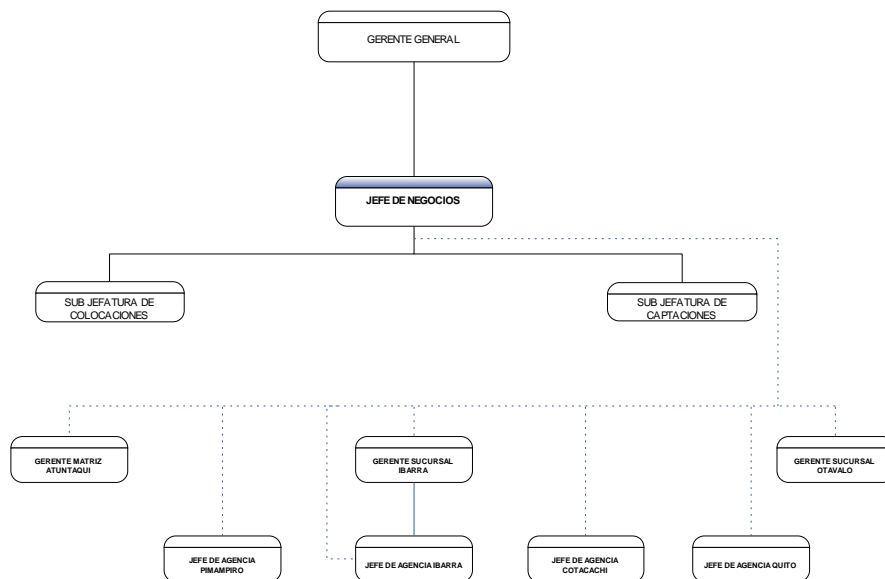 GERENTE GENERAL
JEFE DE NEGOCIOS
SUB JEFATURA DE
COLOCACIONES
SUB JEFATURA DE
CAPTACIONES
GERENTE MATRIZ
ATUNTAQUI
GERENTE SUCURSAL
IBARRA
GERENTE SUCURSAL
OTAVALO
JEFE DE AGENCIA
PIMAMPIRO
JEFE DE AGENCIA IBARRA
JEFE DE AGENCIA
COTACACHI
JEFE DE AGENCIA QUITO